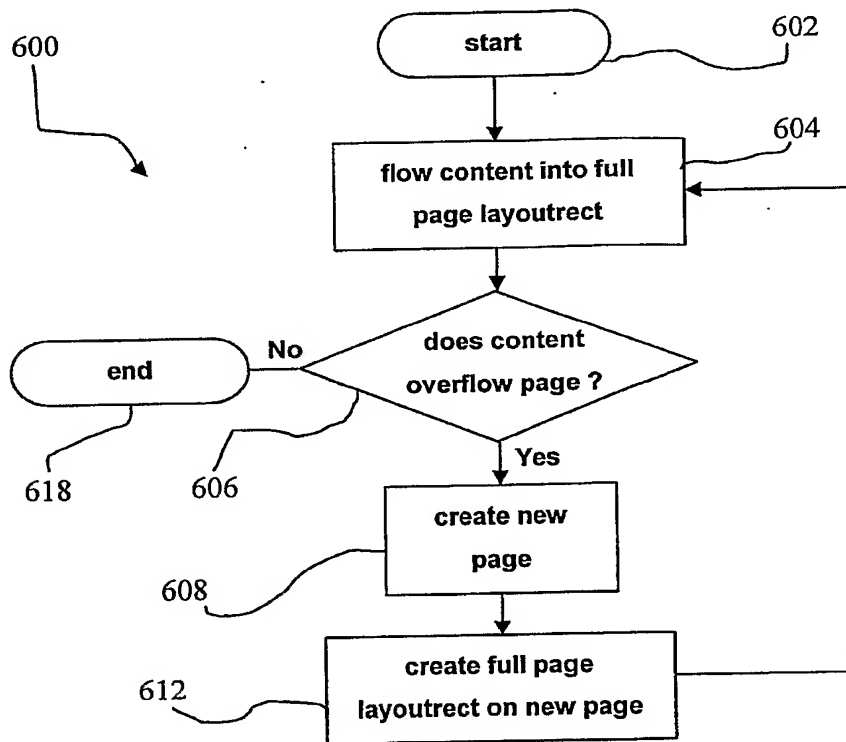 600
start
602
604
flow content into full
page layoutrect
No
does content
overflow page ?
end
618
606
Yes
create new
page
608
create full page
layoutrect on new page
612